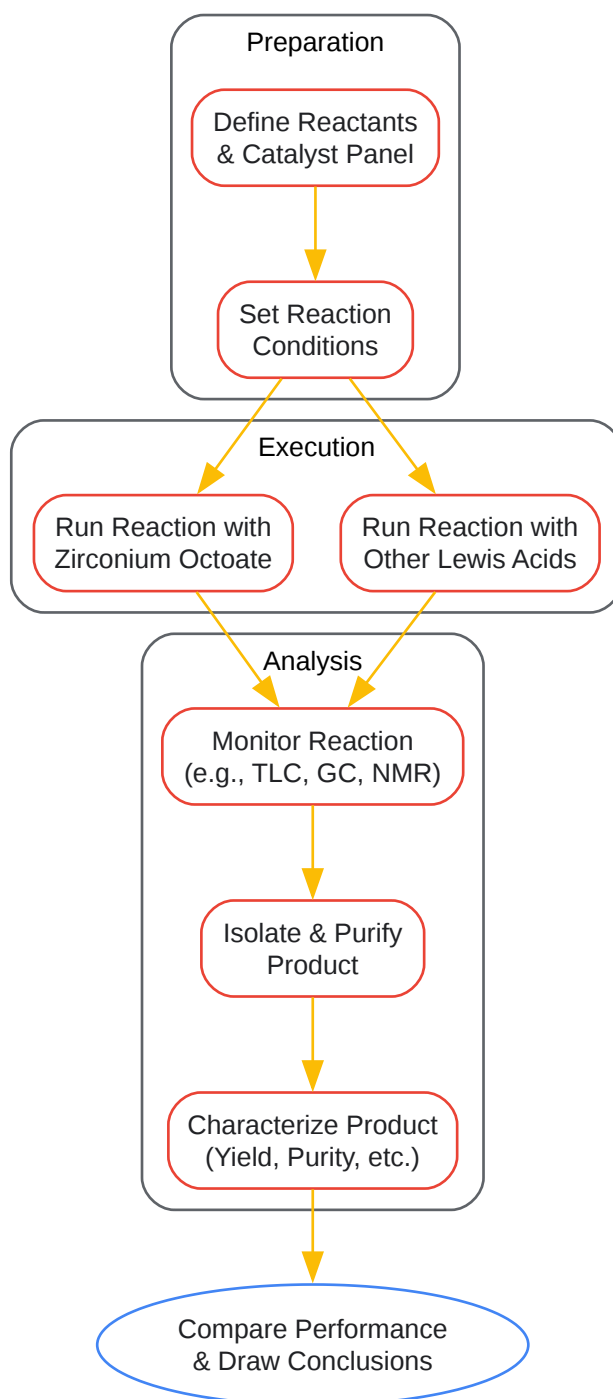 Preparation
Define Reactants
& Catalyst Panel
Set Reaction
Conditions
Execution
Run Reaction with
Zirconium Octoate
Run Reaction with
Other Lewis Acids
Analysis
Monitor Reaction
(e.g., TLC, GC, NMR)
Isolate & Purify
Product
Characterize Product
(Yield, Purity, etc.)
Compare Performance
& Draw Conclusions